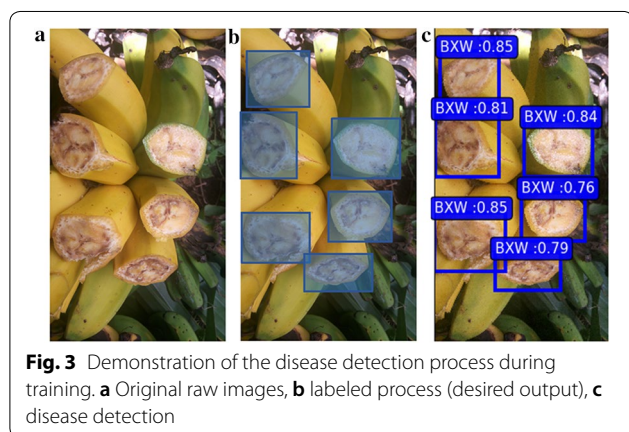 a b c
BXW :0.85
BXW :0.81
BXW :0.84
BXW :0.76
BXW :0.85
BXW :0.79
Fig. 3 Demonstration of the disease detection process during
training. a Original raw images, b labeled process (desired output), c
disease detection